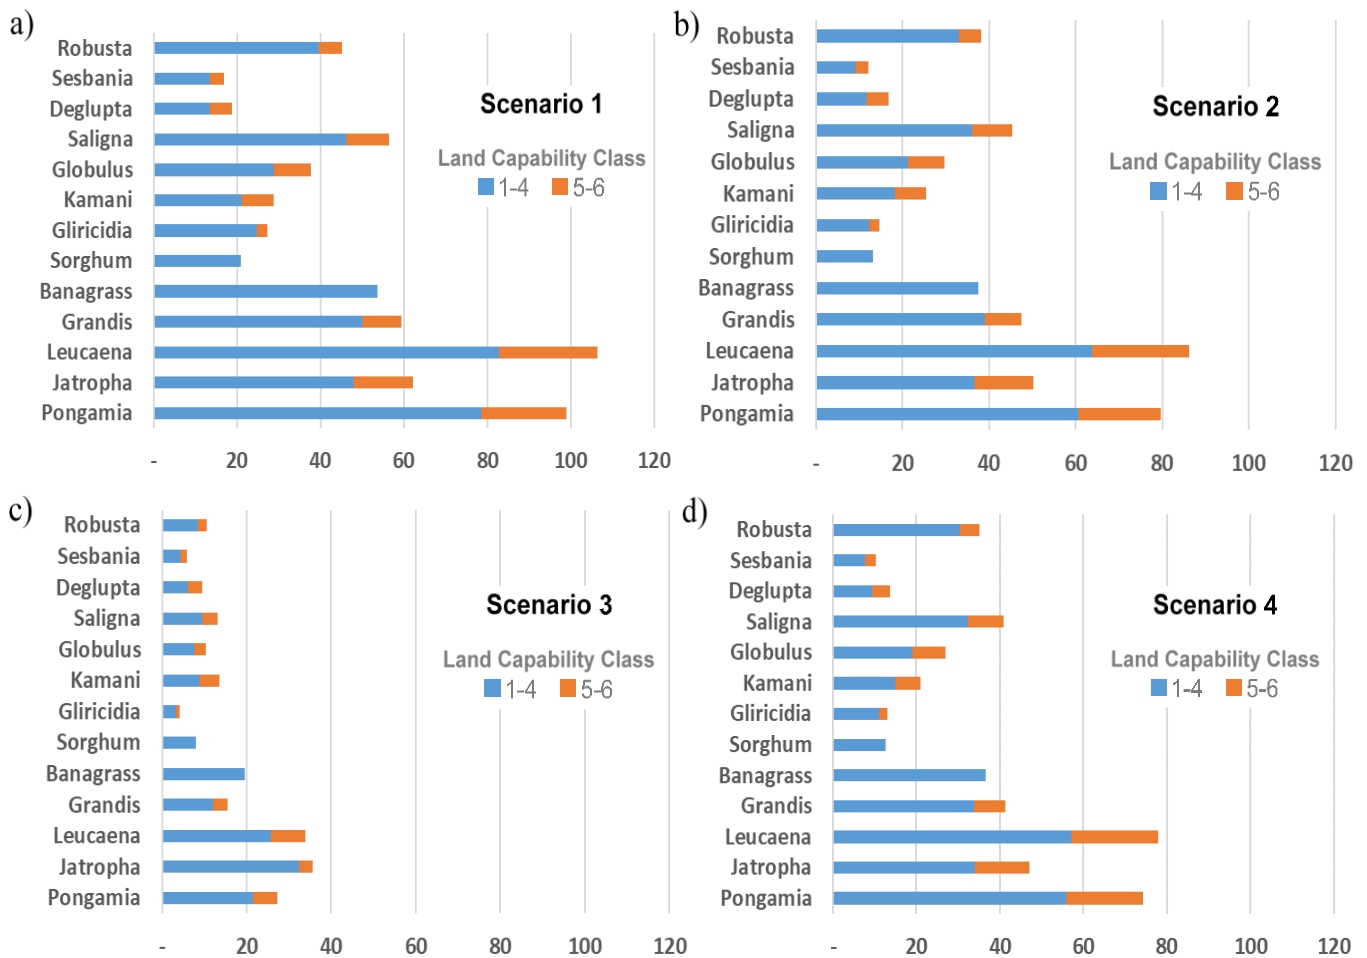 a)
Robusta
Sesbania
Deglupta
Saligna
Globulus
Kamani
Gliricidia
Sorghum
Banagrass
Grandis
Leucaena
Jatropha
Pongamia
Scenario 1
Land Capability Class
1-4 5-6
- 20 40 60 80 100 120
b)
Robusta
Sesbania
Deglupta
Saligna
Globulus
Kamani
Gliricidia
Sorghum
Banagrass
Grandis
Leucaena
Jatropha
Pongamia
Scenario 2
Land Capability Class
1-4 5-6
- 20 40 60 80 100 120
c)
Robusta
Sesbania
Deglupta
Saligna
Globulus
Kamani
Gliricidia
Sorghum
Banagrass
Grandis
Leucaena
Jatropha
Pongamia
Scenario 3
Land Capability Class
1-4 5-6
- 20 40 60 80 100 120
d)
Robusta
Sesbania
Deglupta
Saligna
Globulus
Kamani
Gliricidia
Sorghum
Banagrass
Grandis
Leucaena
Jatropha
Pongamia
Scenario 4
Land Capability Class
1-4 5-6
- 20 40 60 80 100 120